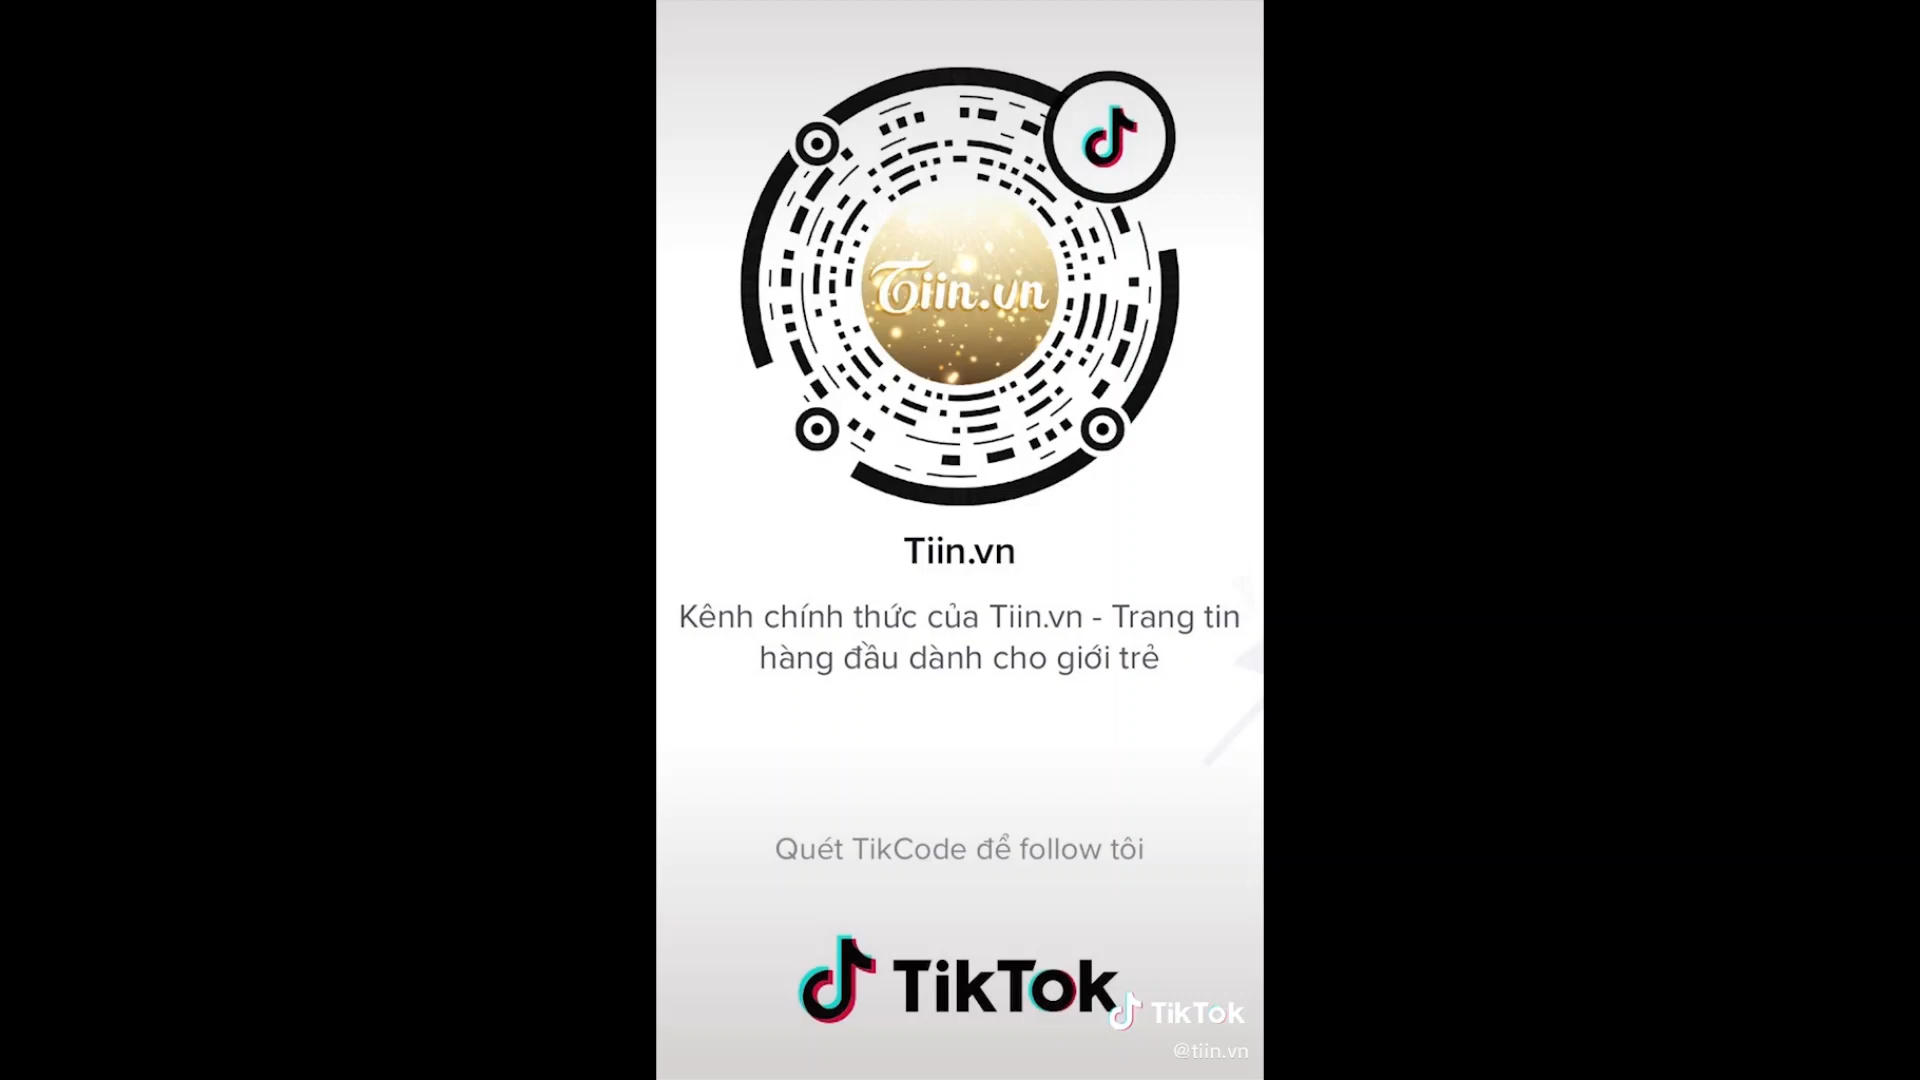 Tiin.vn
Tiin.vn
Kênh chính thức của Tiin.vn - Trang tin
hàng đầu dành cho giới trẻ
Quét TikCode để follow tôi
TikTok
TikTok
@tiin.vn